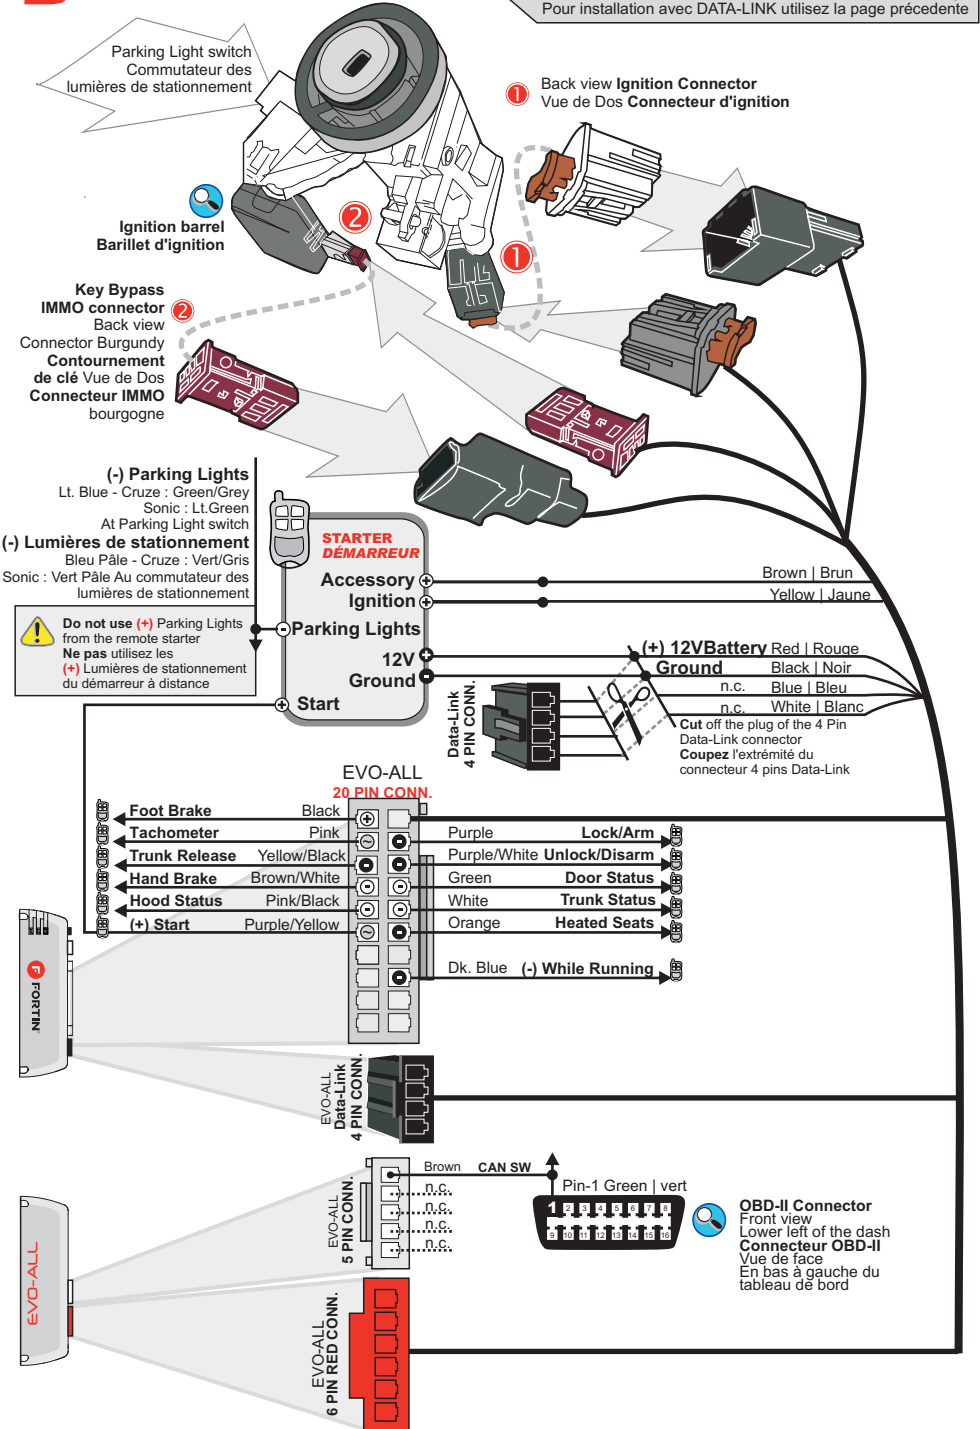 Pour installation avec DATA-LINK utilisez la page précedente
Parking Light switch
Commutateur des
lumières de stationnement
1
Back view Ignition Connector
Vue de Dos Connecteur d'ignition
Ignition barrel
Barillet d'ignition
2
1
Key Bypass
IMMO connector
Back view
Connector Burgundy
Contournement
de clé Vue de Dos
Connecteur IMMO
bourgogne
2
(-) Parking Lights
Lt. Blue - Cruze : Green/Grey
Sonic : Lt.Green
At Parking Light switch
(-) Lumières de stationnement
Bleu Pâle - Cruze : Vert/Gris
Sonic : Vert Pâle Au commutateur des
lumières de stationnement
Do not use (+) Parking Lights
from the remote starter
Ne pas utilisez les
(+) Lumières de stationnement
du démarreur à distance
STARTER
DÉMARREUR
Accessory
Ignition
Parking Lights
12V
Ground
Start
Brown | Brun
Yellow | Jaune
(+) 12VBattery Red | Rouge
Ground Black | Noir
n.c. Blue | Bleu
n.c. White | Blanc
Data-Link
4 PIN CONN.
Cut off the plug of the 4 Pin
Data-Link connector
Coupez l'extrémité du
connecteur 4 pins Data-Link
EVO-ALL
20 PIN CONN.
Foot Brake Black
Tachometer Pink
Trunk Release Yellow/Black
Hand Brake Brown/White
Hood Status Pink/Black
(+) Start Purple/Yellow
Purple Lock/Arm
Purple/White Unlock/Disarm
Green Door Status
White Trunk Status
Orange Heated Seats
Dk. Blue (-) While Running
FORTIN
EVO-ALL
Data-Link
4 PIN CONN.
EVO-ALL
EVO-ALL
5 PIN CONN.
Brown CAN SW
n.c.
n.c.
n.c.
n.c.
Pin-1 Green | vert
1 2 3 4 5 6 7 8
9 10 11 12 13 14 15 16
OBD-II Connector
Front view
Lower left of the dash
Connecteur OBD-II
Vue de face
En bas à gauche du
tableau de bord
EVO-ALL
6 PIN RED CONN.